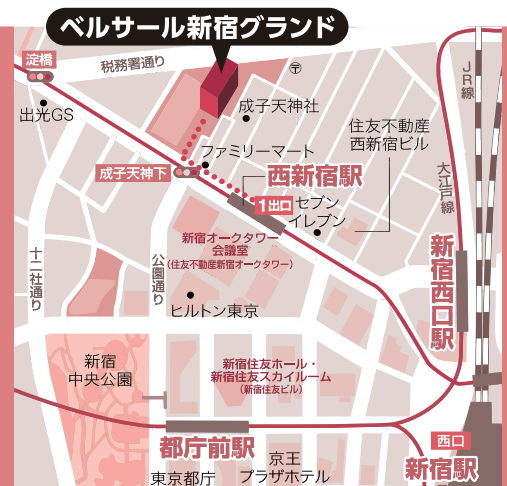 ベルサール新宿グランド
淀橋
税務署通り
〒
JR線
出光GS
成子天神社
住友不動産
西新宿ビル
ファミリーマート
成子天神下
西新宿駅
大江戸線
1出口
セブン
イレブン
新宿オークタワー
会議室
(住友不動産新宿オークタワー)
十二社通り
公園通り
新宿西口駅
ヒルトン東京
新宿
中央公園
新宿住友ホール・
新宿住友スカイルーム
(新宿住友ビル)
都庁前駅
西口
新宿駅
東京都庁
京王
プラザホテル